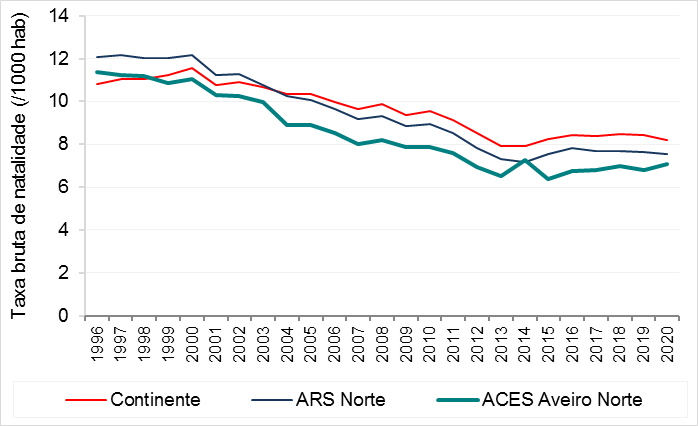 14
12
10
8
6
4
2
0
Taxa bruta de natalidade (/1000 hab)
1996 1997 1998 1999 2000 2001 2002 2003 2004 2005 2006 2007 2008 2009 2010 2011 2012 2013 2014 2015 2016 2017 2018 2019 2020
Continente ARS Norte ACES Aveiro Norte